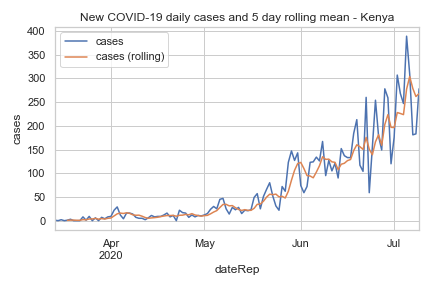 New COVID-19 daily cases and 5 day rolling mean - Kenya
cases
cases (rolling)
400
350
300
250
200
150
100
50
0
cases
Apr
2020
May
Jun
Jul
dateRep